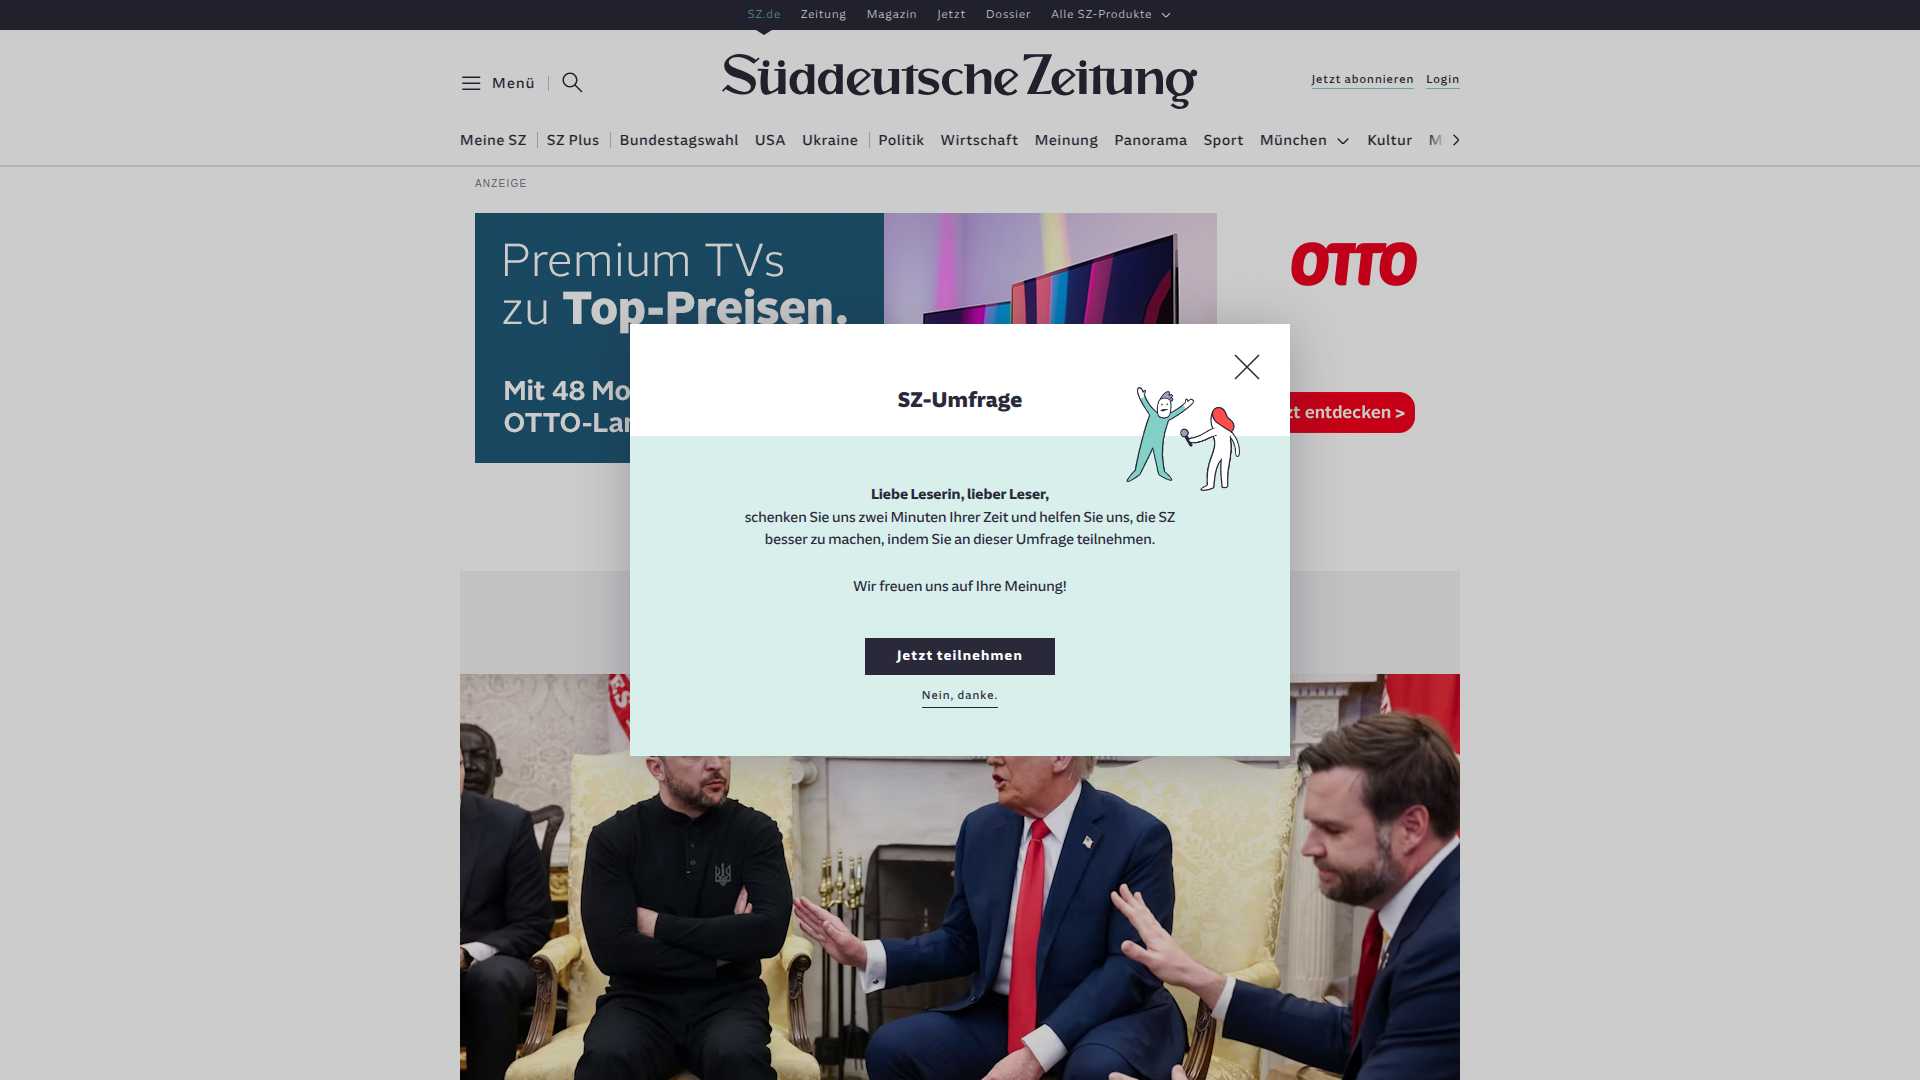 SZ.de Zeitung Magazin Jetzt Dossier Alle SZ-Produkte
Menü
Süddeutsche Zeitung
Jetzt abonnieren Login
Meine SZ SZ Plus Bundestagswahl USA Ukraine Politik Wirtschaft Meinung Panorama Sport München Kultur M
ANZEIGE
Premium TVs
zu Top-Preisen.
OTTO
Mit 48 Mo
OTTO-Lar
zt entdecken >
SZ-Umfrage
Liebe Leserin, lieber Leser,
schenken Sie uns zwei Minuten Ihrer Zeit und helfen Sie uns, die SZ
besser zu machen, indem Sie an dieser Umfrage teilnehmen.
Wir freuen uns auf Ihre Meinung!
Jetzt teilnehmen
Nein, danke.